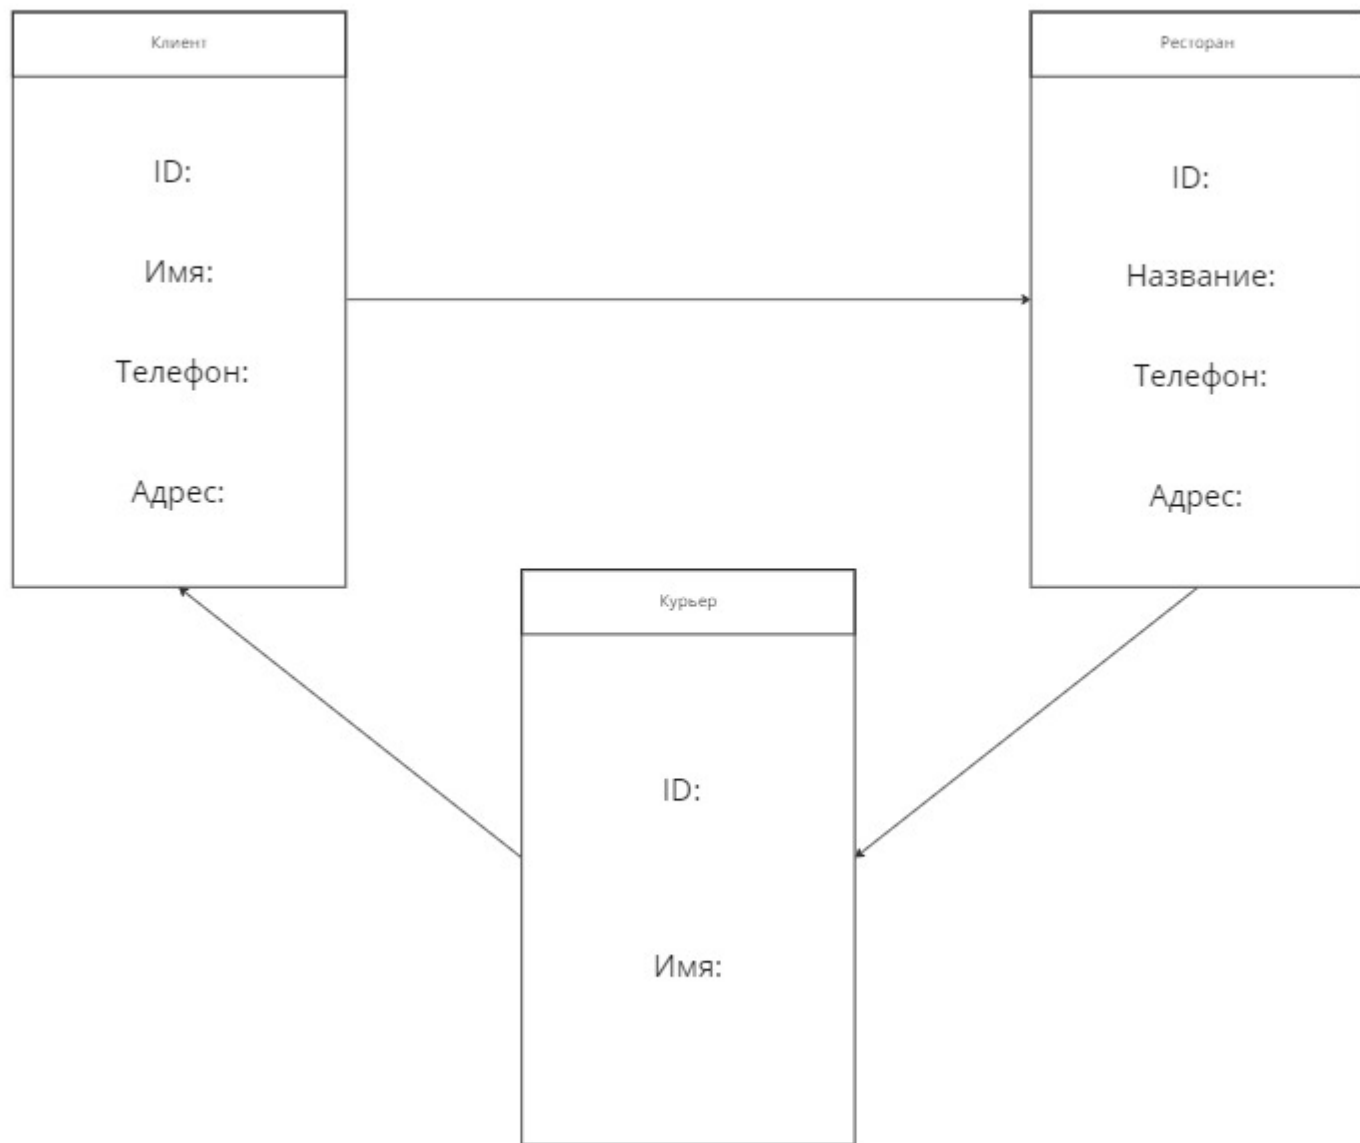 Клиент
ID:
Имя:
Телефон:
Адрес:
Ресторан
ID:
Название:
Телефон:
Адрес:
Курьер
ID:
Имя: